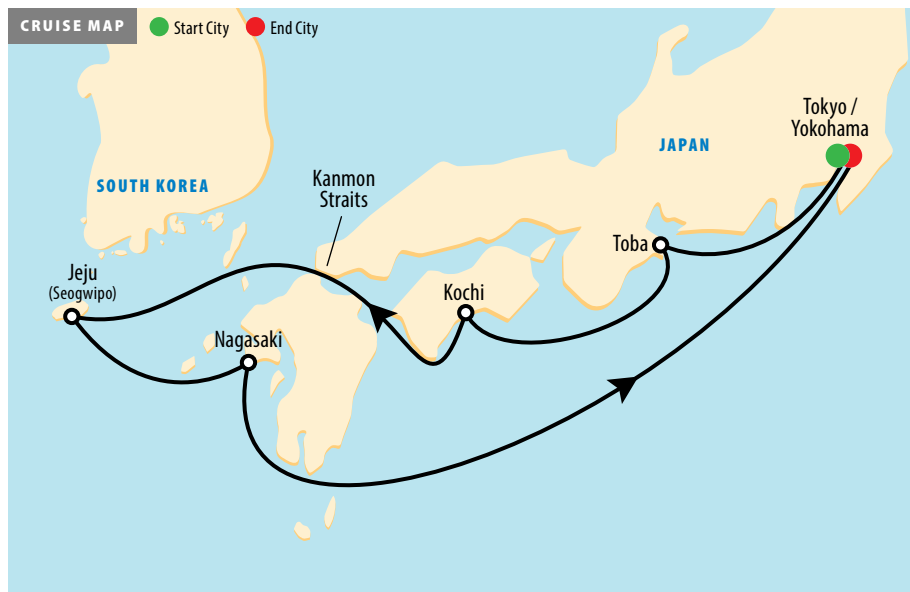 CRUISE MAP
Start City
End City
Tokyo /
Yokohama
JAPAN
SOUTH KOREA
Kanmon
Straits
Toba
Jeju
(Seogwipo)
Kochi
Nagasaki